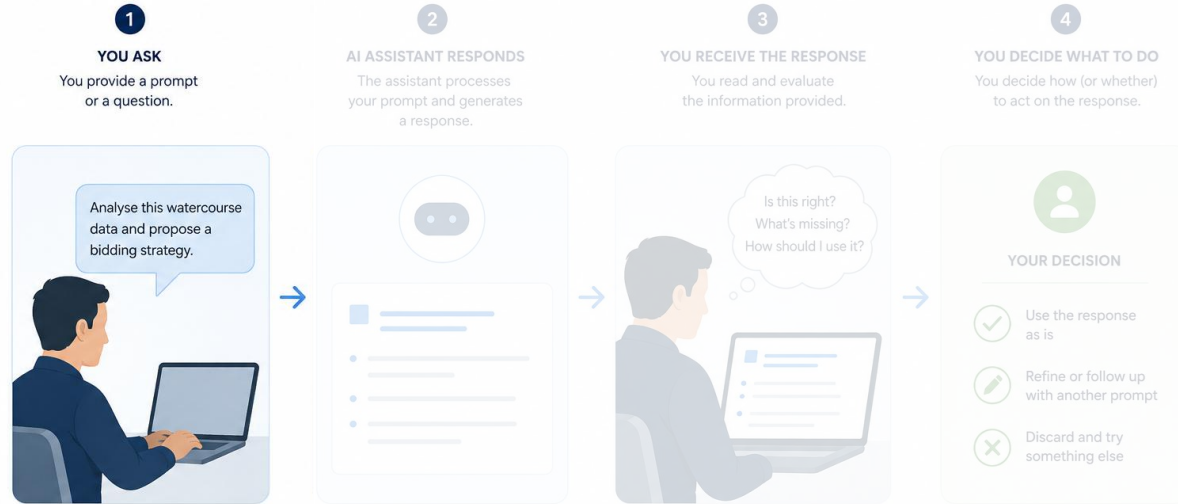 1
YOU ASK
You provide a prompt
or a question.
Analyse this watercourse
data and propose a
bidding strategy.
2
AI ASSISTANT RESPONDS
The assistant processes
your prompt and generates
a response.
3
YOU RECEIVE THE RESPONSE
You read and evaluate
the information provided.
Is this right?
What's missing?
How should I use it?
4
YOU DECIDE WHAT TO DO
You decide how (or whether)
to act on the response.
YOUR DECISION
Use the response
as is
Refine or follow up
with another prompt
Discard and try
something else